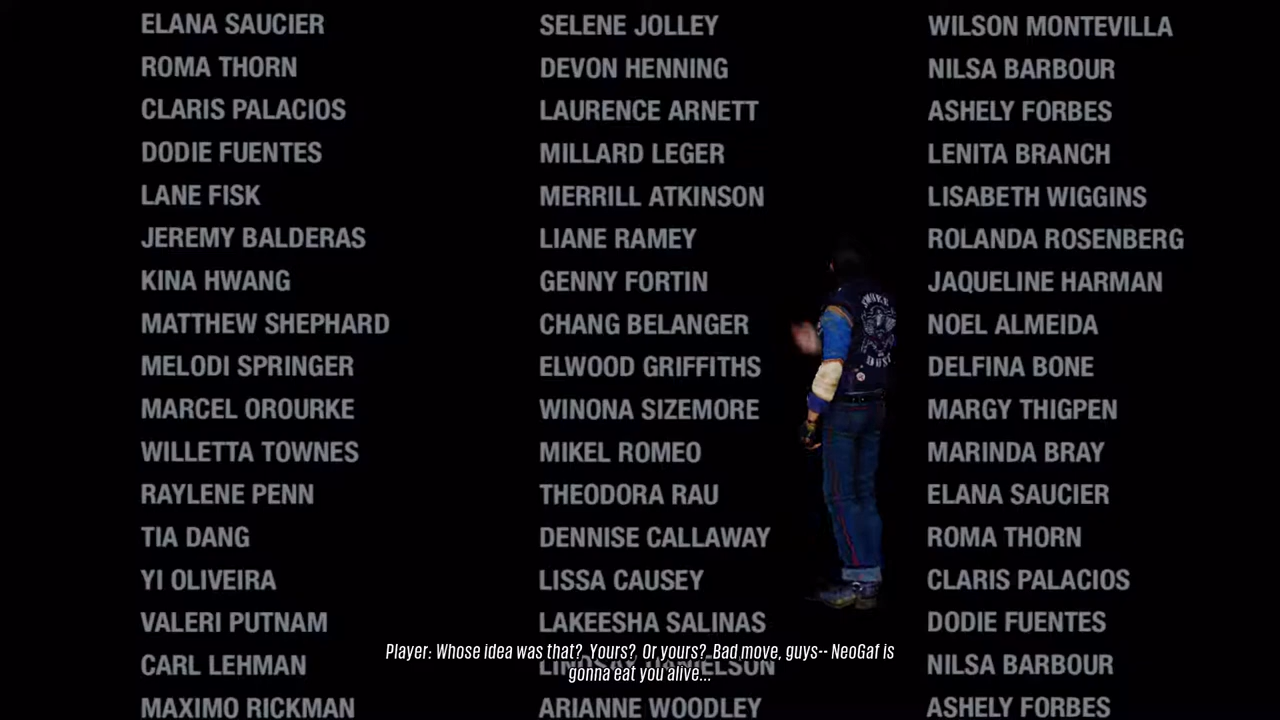 ELANA SAUCIER
ROMA THORN
CLARIS PALACIOS
DODIE FUENTES
LANE FISK
JEREMY BALDERAS
KINA HWANG
MATTHEW SHEPHARD
MELODI SPRINGER
MARCEL OROURKE
WILLETTA TOWNES
RAYLENE PENN
TIA DANG
YI OLIVEIRA
VALERI PUTNAM
CARL LEHMAN
MAXIMO RICKMAN
SELENE JOLLEY
DEVON HENNING
LAURENCE ARNETT
MILLARD LEGER
MERRILL ATKINSON
LIANE RAMEY
GENNY FORTIN
CHANG BELANGER
ELWOOD GRIFFITHS
WINONA SIZEMORE
MIKEL ROMEO
THEODORA RAU
DENNISE CALLAWAY
LISSA CAUSEY
LAKEESHA SALINAS
LINDSAY DANIELSON
ARIANNE WOODLEY
WILSON MONTEVILLA
NILSA BARBOUR
ASHELY FORBES
LENITA BRANCH
LISABETH WIGGINS
ROLANDA ROSENBERG
JAQUELINE HARMAN
NOEL ALMEIDA
DELFINA BONE
MARGY THIGPEN
MARINDA BRAY
ELANA SAUCIER
ROMA THORN
CLARIS PALACIOS
DODIE FUENTES
NILSA BARBOUR
ASHELY FORBES
Player: Whose idea was that? Yours? Or yours? Bad move, guys-- NeoGaf is
gonna eat you alive...